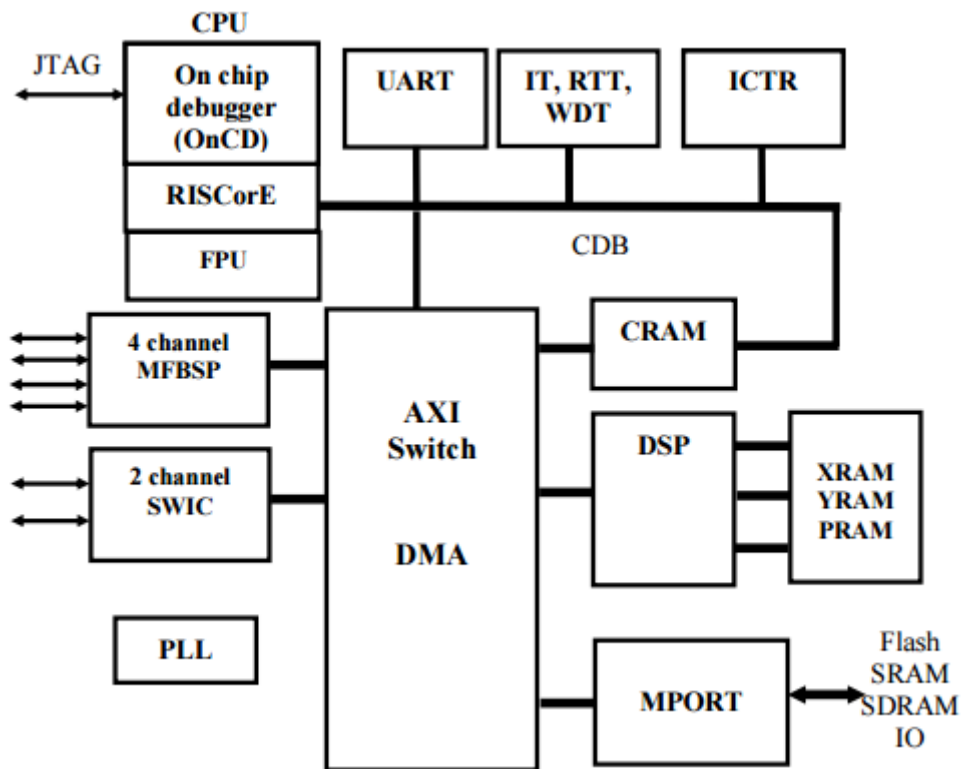 CPU
JTAG
On chip
debugger
(OnCD)
RISCorE
FPU
UART
IT, RTT,
WDT
ICTR
CDB
4 channel
MFBSP
2 channel
SWIC
PLL
AXI
Switch
DMA
CRAM
DSP
XRAM
YRAM
PRAM
MPORT
Flash
SRAM
SDRAM
IO